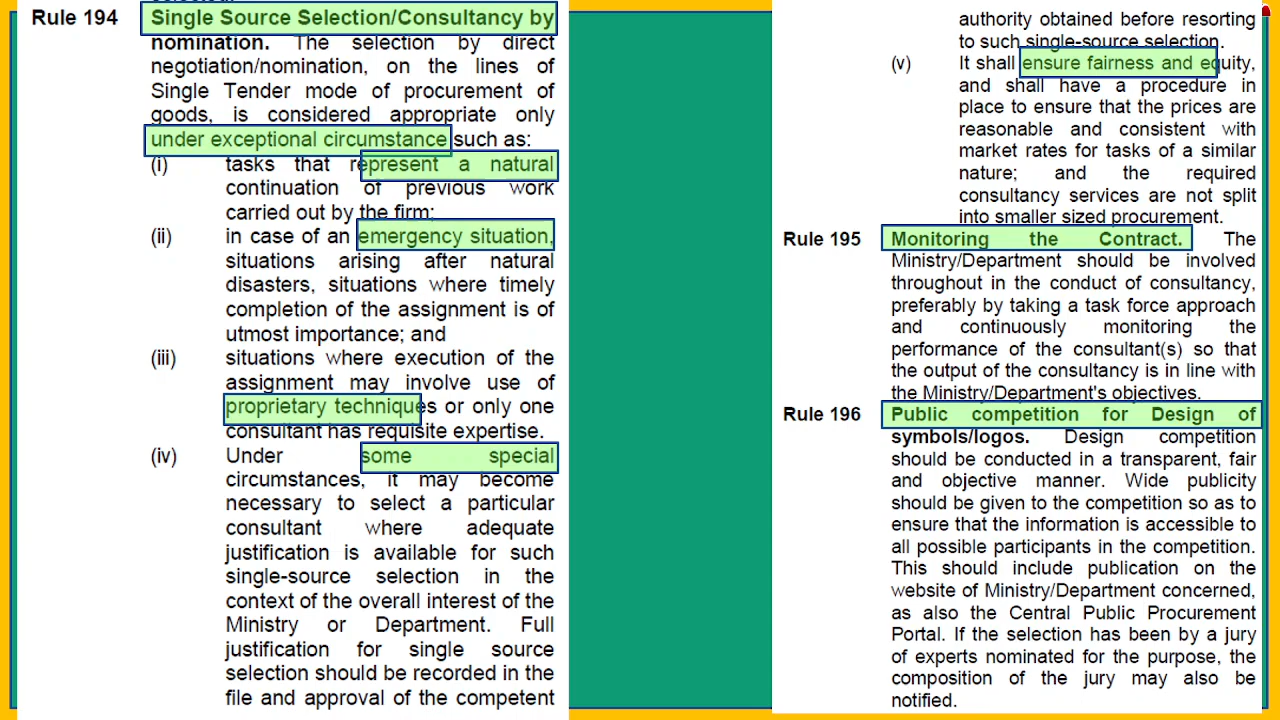 Rule 194 Single Source Selection/Consultancy by
nomination. The selection by direct
negotiation/nomination, on the lines of
Single Tender mode of procurement of
goods, is considered appropriate only
under exceptional circumstance such as:
(i) tasks that represent a natural
continuation of previous work
carried out by the firm;
(ii) in case of an emergency situation,
situations arising after natural
disasters, situations where timely
completion of the assignment is of
utmost importance; and
(iii) situations where execution of the
assignment may involve use of
proprietary techniques or only one
consultant has requisite expertise.
(iv) Under some special
circumstances, it may become
necessary to select a particular
consultant where adequate
justification is available for such
single-source selection in the
context of the overall interest of the
Ministry or Department. Full
justification for single source
selection should be recorded in the
file and approval of the competent
authority obtained before resorting
to such single-source selection.
(v) It shall ensure fairness and equity,
and shall have a procedure in
place to ensure that the prices are
reasonable and consistent with
market rates for tasks of a similar
nature; and the required
consultancy services are not split
into smaller sized procurement.
Rule 195 Monitoring the Contract. The
Ministry/Department should be involved
throughout in the conduct of consultancy,
preferably by taking a task force approach
and continuously monitoring the
performance of the consultant(s) so that
the output of the consultancy is in line with
the Ministry/Department's objectives.
Rule 196 Public competition for Design of
symbols/logos. Design competition
should be conducted in a transparent, fair
and objective manner. Wide publicity
should be given to the competition so as to
ensure that the information is accessible to
all possible participants in the competition.
This should include publication on the
website of Ministry/Department concerned,
as also the Central Public Procurement
Portal. If the selection has been by a jury
of experts nominated for the purpose, the
composition of the jury may also be
notified.